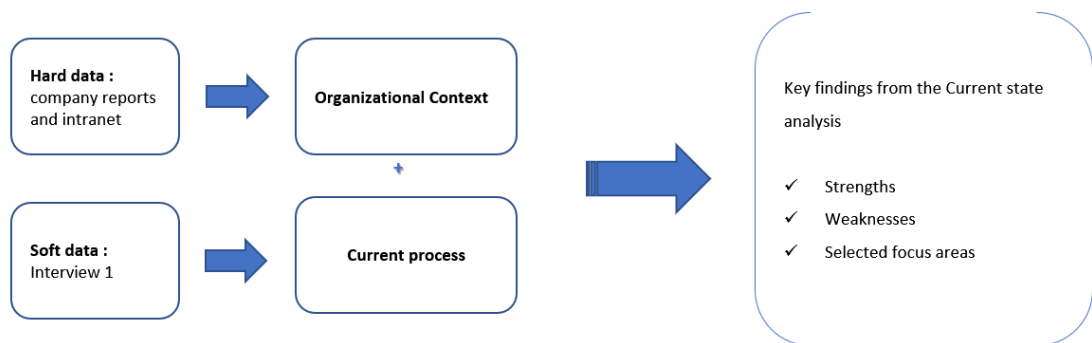 Hard data :
company reports
and intranet
Organizational Context
+
Soft data :
Interview 1
Current process
Key findings from the Current state
analysis
✓ Strengths
✓ Weaknesses
✓ Selected focus areas